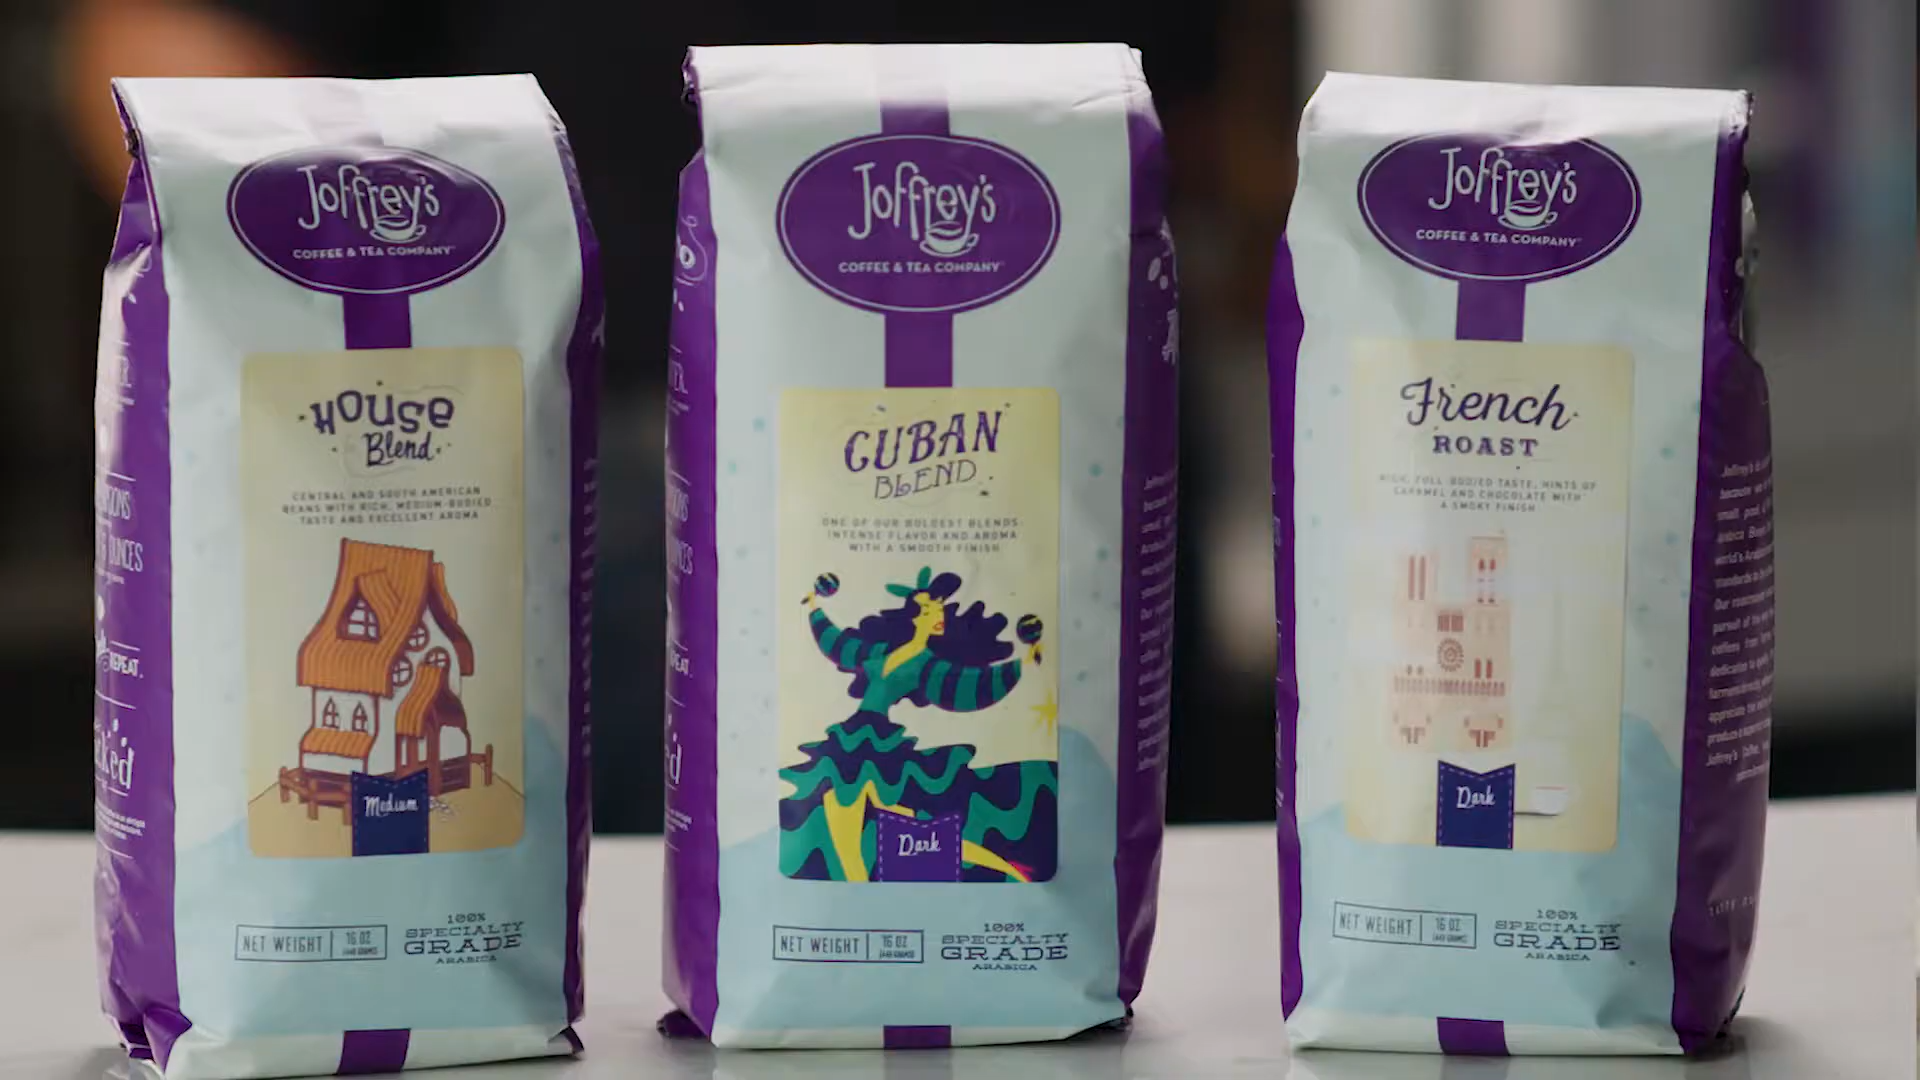 Joffrey's
COFFEE & TEA COMPANY
House
Blend
CENTRAL AND SOUTH AMERICAN
BEANS WITH RICH, MEDIUM-BODIED
TASTE AND EXCELLENT AROMA
Medium
NET WEIGHT 16 OZ
100%
SPECIALTY
GRADE
ARABICA
OUNCES
REPEAT.
Joffrey's
COFFEE & TEA COMPANY
CUBAN
BLEND
ONE OF OUR BOLDEST BLENDS.
INTENSE FLAVOR AND AROMA
WITH A SMOOTH FINISH
Dark
NET WEIGHT 16 OZ
100%
SPECIALTY
GRADE
ARABICA
Joffrey's
COFFEE & TEA COMPANY
French
ROAST
RICH, FULL-BODIED TASTE, HINTS OF
CARAMEL AND CHOCOLATE WITH
A SMOKY FINISH
Dark
NET WEIGHT 16 OZ
100%
SPECIALTY
GRADE
ARABICA